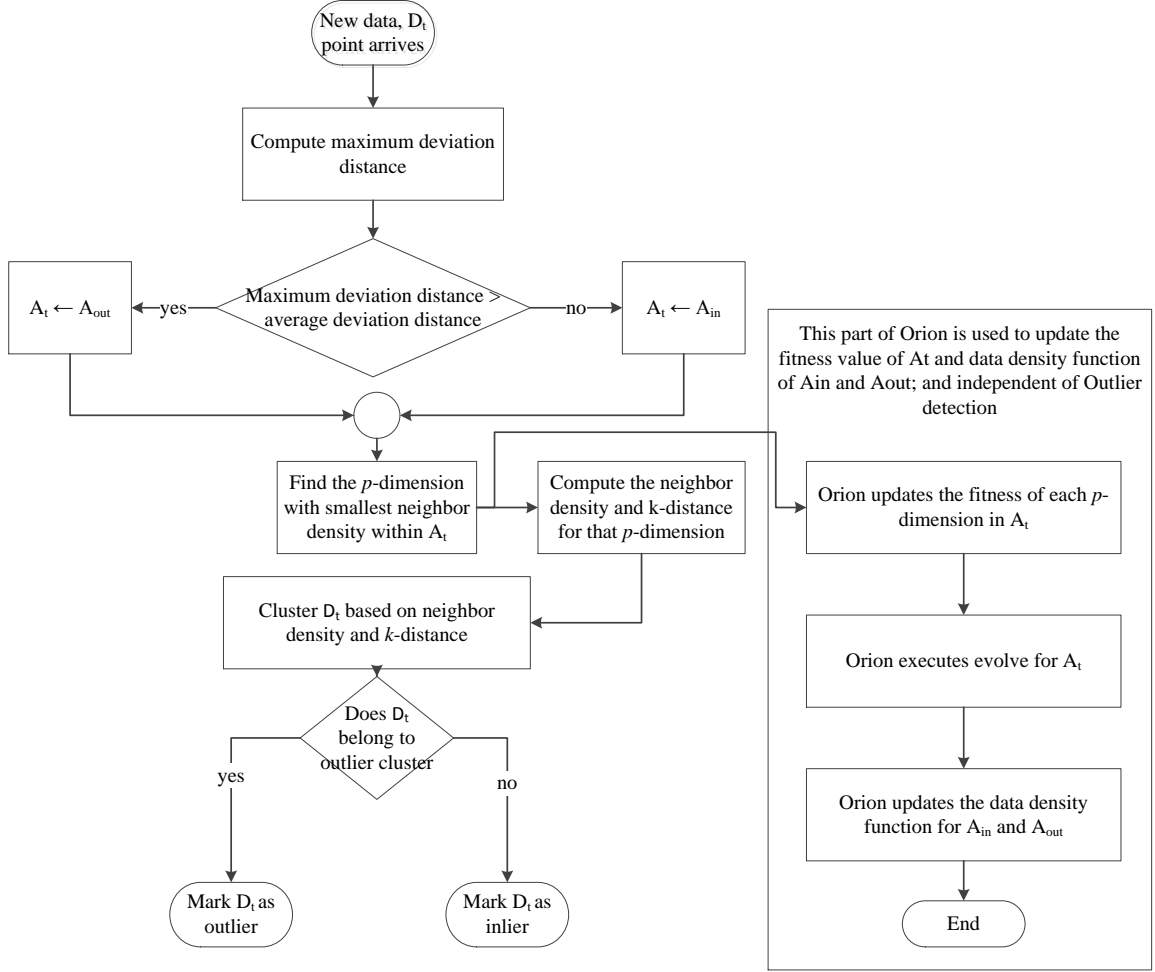 New data, Dt
point arrives
Compute maximum deviation
distance
Maximum deviation distance >
average deviation distance
yes
no
At ← Aout
At ← Ain
Find the p-dimension
with smallest neighbor
density within At
Compute the neighbor
density and k-distance
for that p-dimension
Cluster Dt based on neighbor
density and k-distance
Does Dt
belong to
outlier cluster
yes
no
Mark Dt as
outlier
Mark Dt as
inlier
This part of Orion is used to update the
fitness value of At and data density function
of Ain and Aout; and independent of Outlier
detection
Orion updates the fitness of each p-
dimension in At
Orion executes evolve for At
Orion updates the data density
function for Ain and Aout
End